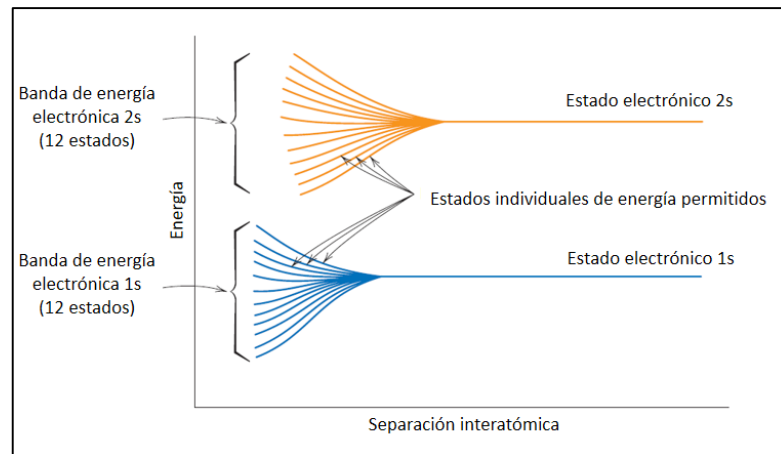 Banda de energía
electrónica 2s
(12 estados)
Estado electrónico 2s
Energía
Estados individuales de energía permitidos
Banda de energía
electrónica 1s
(12 estados)
Estado electrónico 1s
Separación interatómica